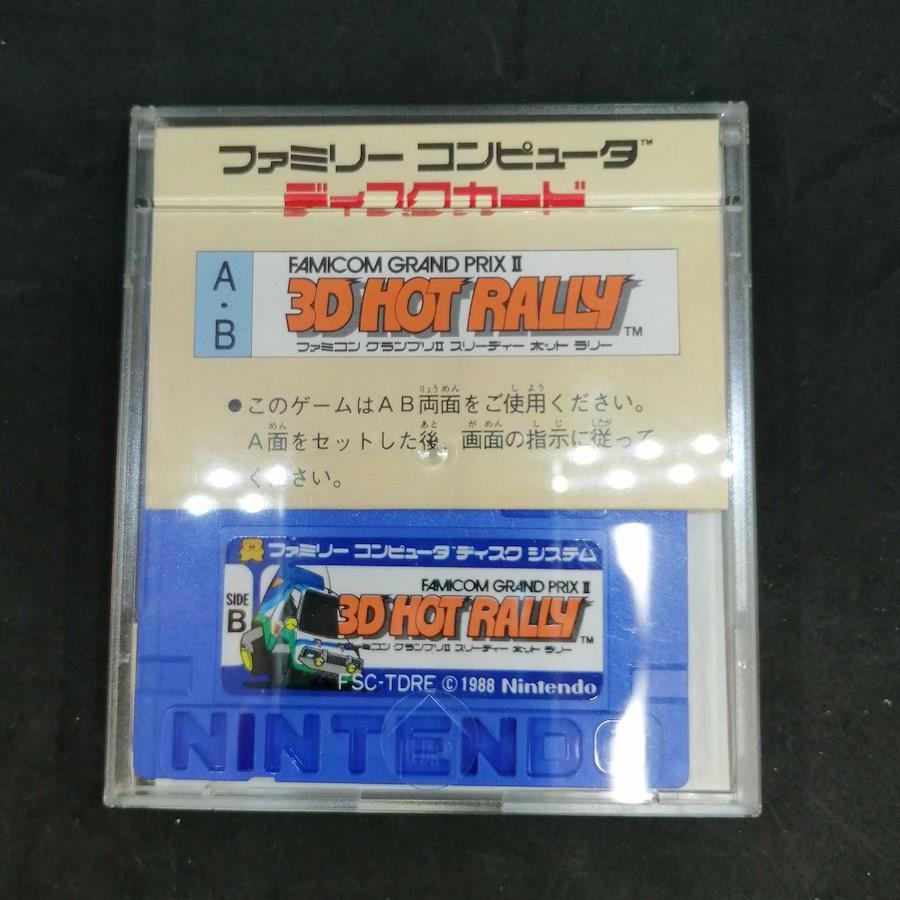 ファミリー コンピュータ™
ディスクカード
A・B
FAMICOM GRAND PRIX II
3D HOT RALLY™
ファミコン グランプリII スリーディー ホット ラリー
●このゲームはAB両面をご使用ください。
A面をセットした後、画面の指示に従って
ください。
ファミリー コンピュータ ディスク システム
SIDE
B
FAMICOM GRAND PRIX II
3D HOT RALLY™
ミコン グランプリII スリーディー ホット ラリー
FSC-TDRE © 1988 Nintendo
NINTENDO